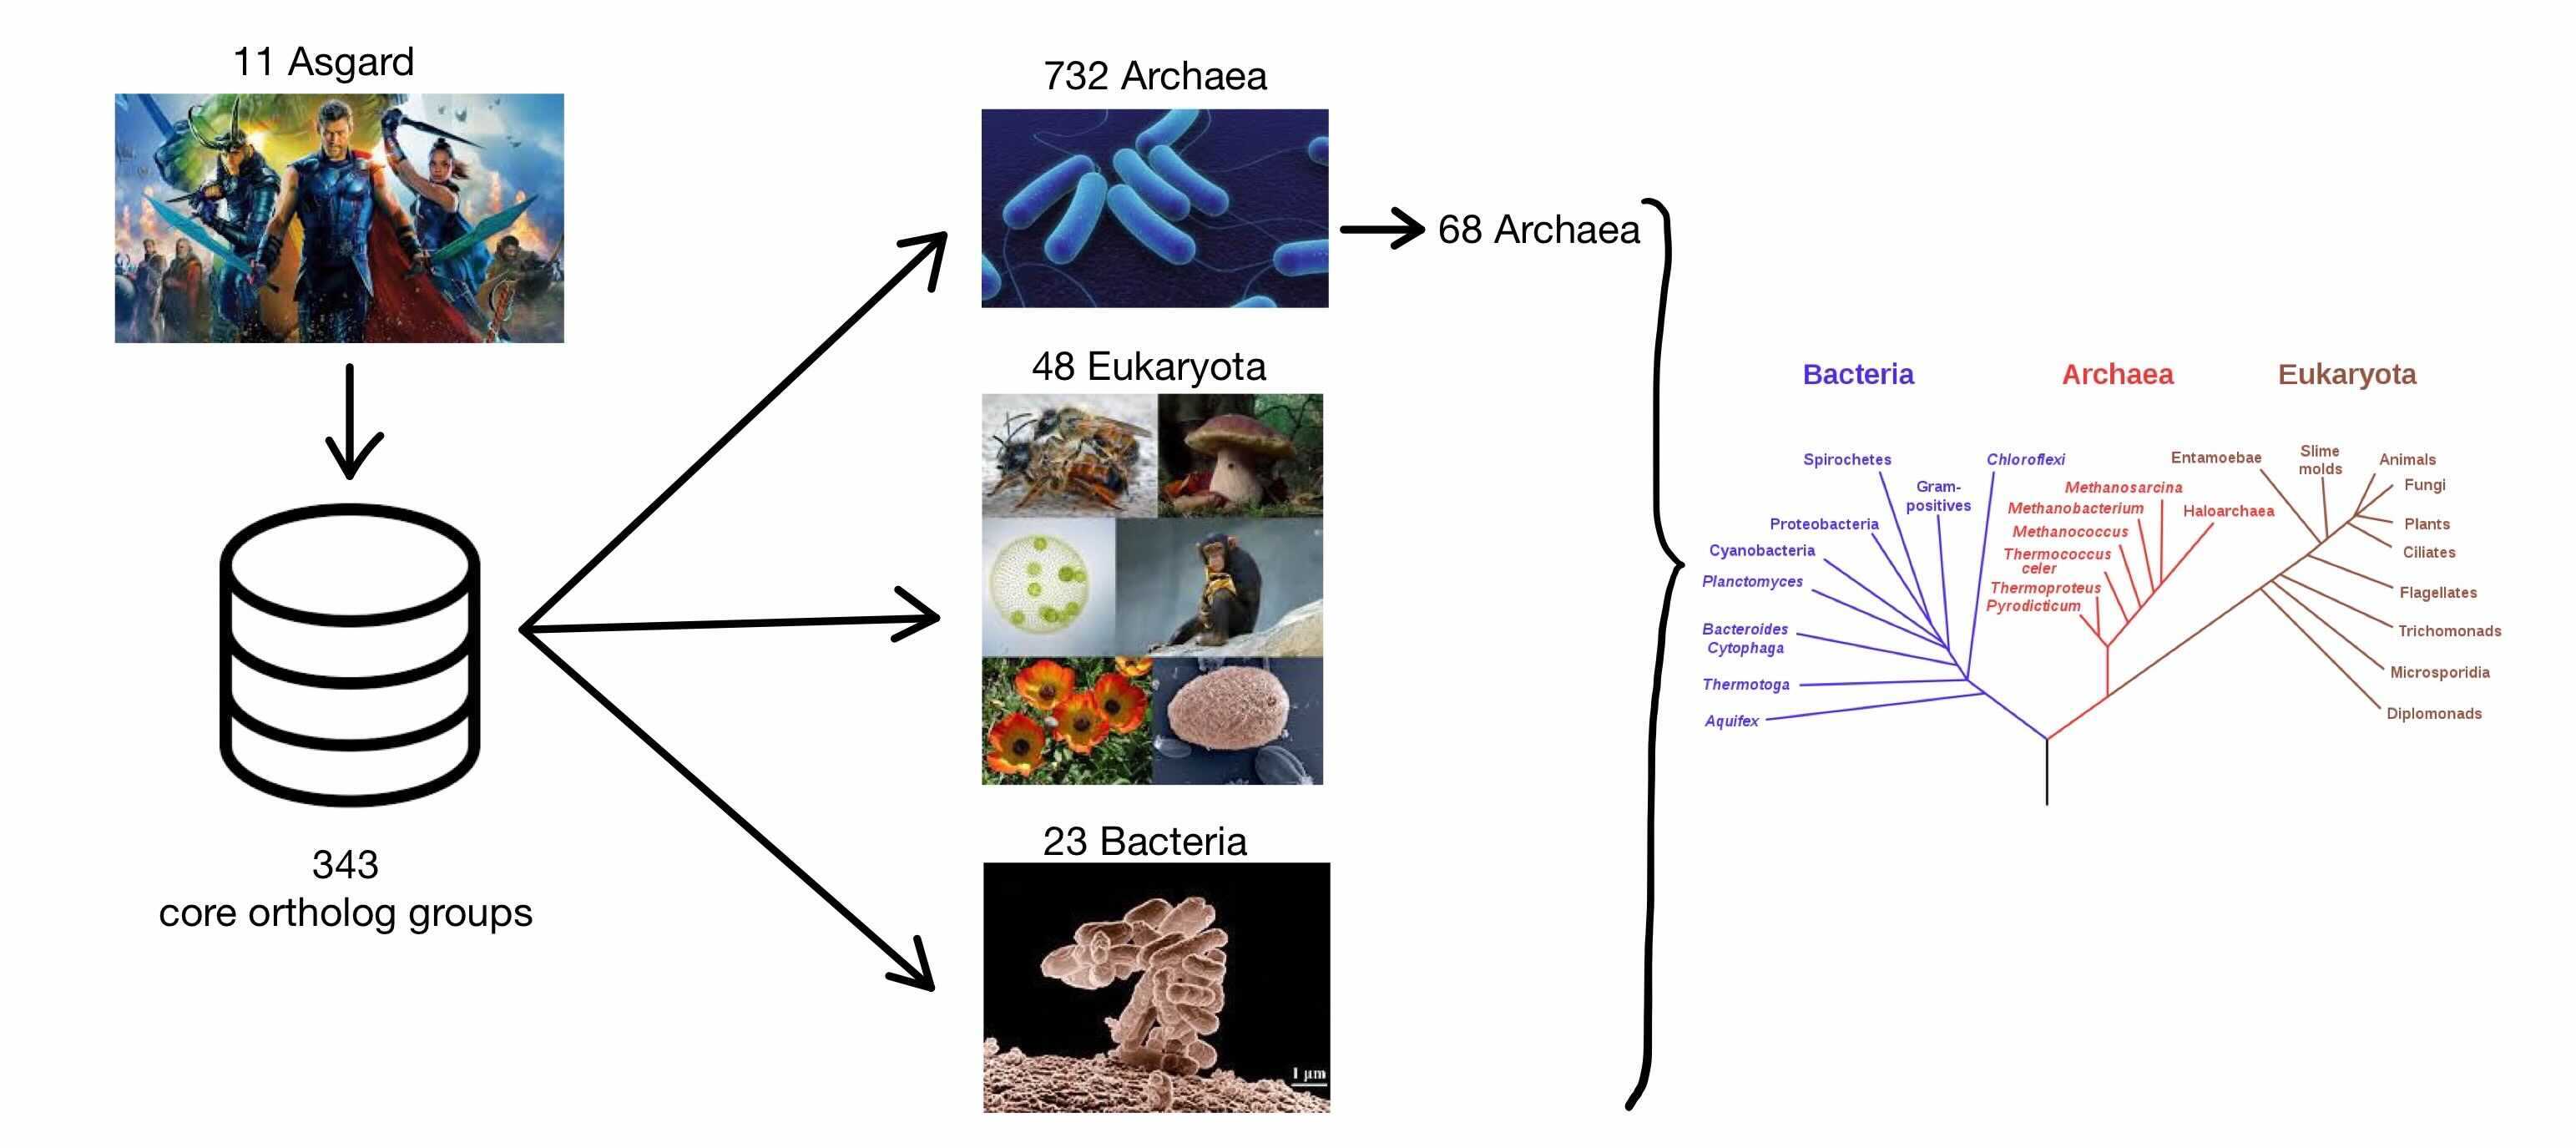 11 Asgard
343
core ortholog groups
732 Archaea
68 Archaea
48 Eukaryota
23 Bacteria
1 µm
Bacteria
Archaea
Eukaryota
Spirochetes
Gram-
positives
Chloroflexi
Proteobacteria
Cyanobacteria
Planctomyces
Bacteroides
Cytophaga
Thermotoga
Aquifex
Methanosarcina
Methanobacterium
Haloarchaea
Methanococcus
Thermococcus
celer
Thermoproteus
Pyrodicticum
Entamoebae
Slime
molds
Animals
Fungi
Plants
Ciliates
Flagellates
Trichomonads
Microsporidia
Diplomonads